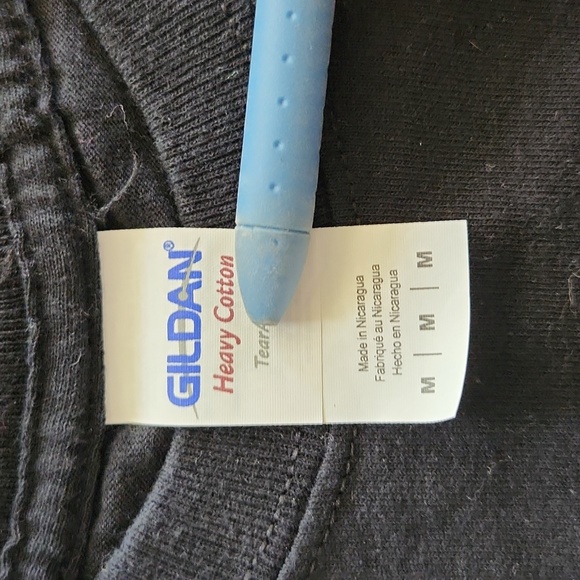 GILDAN®
Heavy Cotton
Made in Nicaragua
Fabriqué au Nicaragua
Hecho en Nicaragua
M | M | M